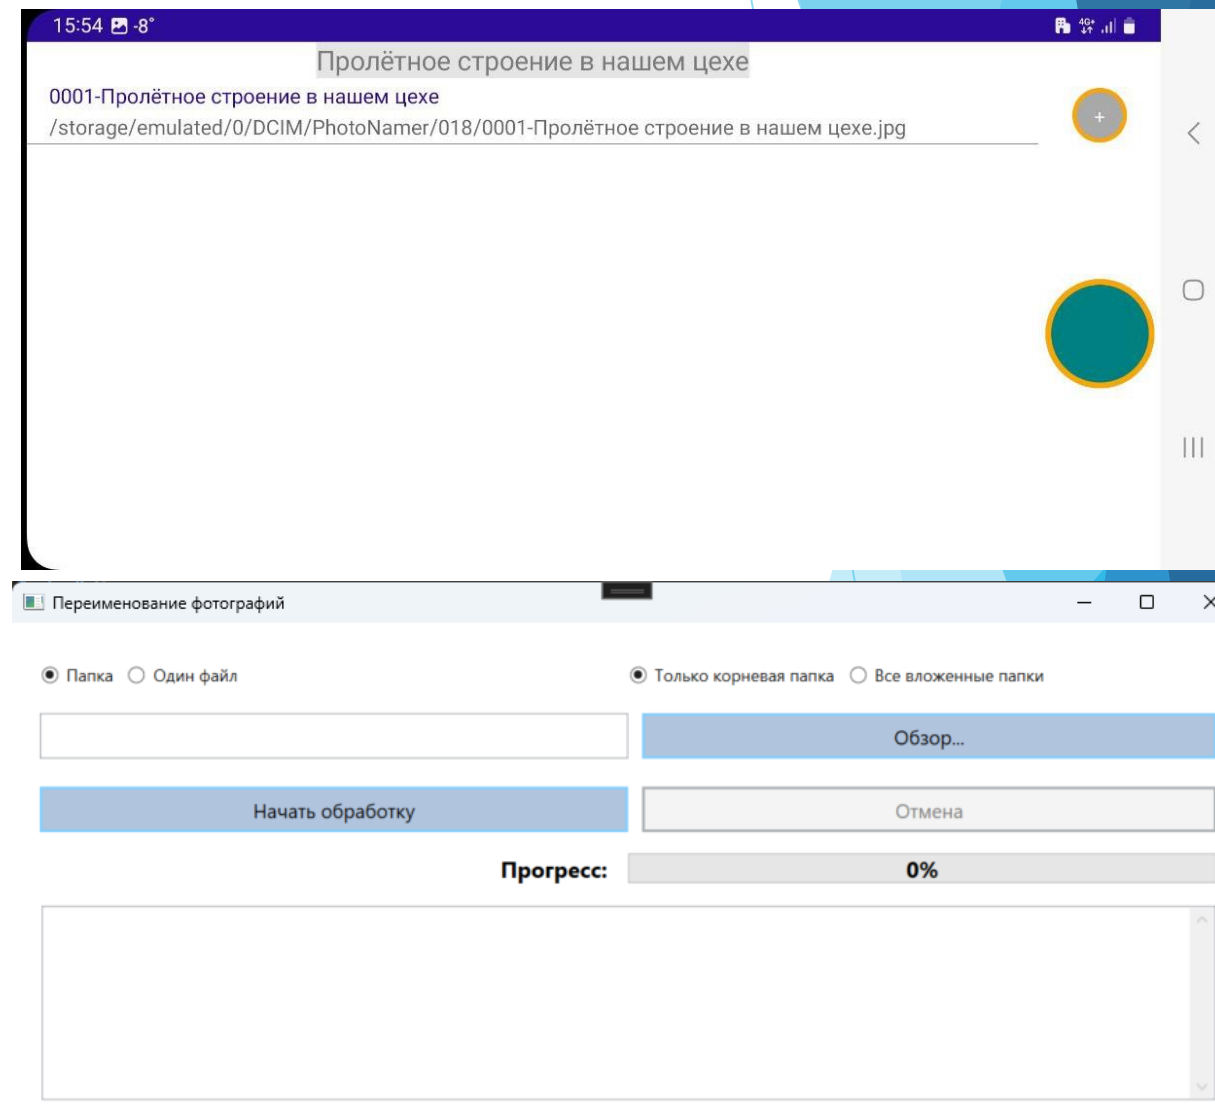 15:54 -8°
4G+
Пролётное строение в нашем цехе
0001-Пролётное строение в нашем цехе
/storage/emulated/0/DCIM/PhotoNamer/018/0001-Пролётное строение в нашем цехе.jpg
+
Переименование фотографий
Папка Один файл Только корневая папка Все вложенные папки
Обзор...
Начать обработку Отмена
Прогресс: 0%